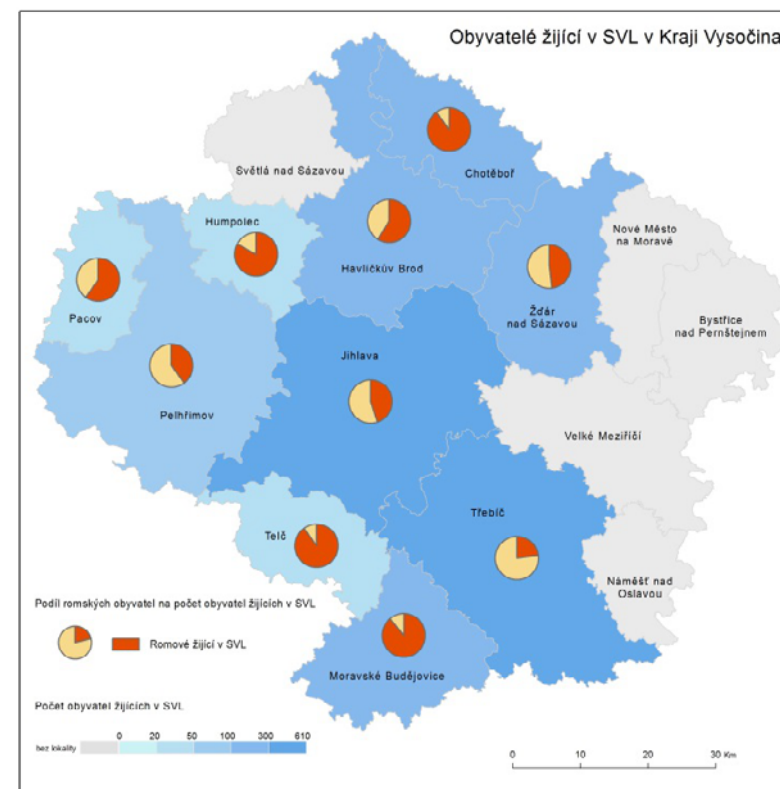 Obyvatelé žijící v SVL v Kraji Vysočina
Světlá nad Sázavou
Chotěboř
Humpolec
Havlíčkův Brod
Nové Město
na Moravě
Pacov
Žďár
nad Sázavou
Bystřice
nad Pernštejnem
Jihlava
Pelhřimov
Velké Meziříčí
Telč
Třebíč
Náměšť nad
Oslavou
Podíl romských obyvatel na počet obyvatel žijících v SVL
Romové žijící v SVL
Moravské Budějovice
Počet obyvatel žijících v SVL
bez lokality 0 20 50 100 300 610
0 10 20 30 Km